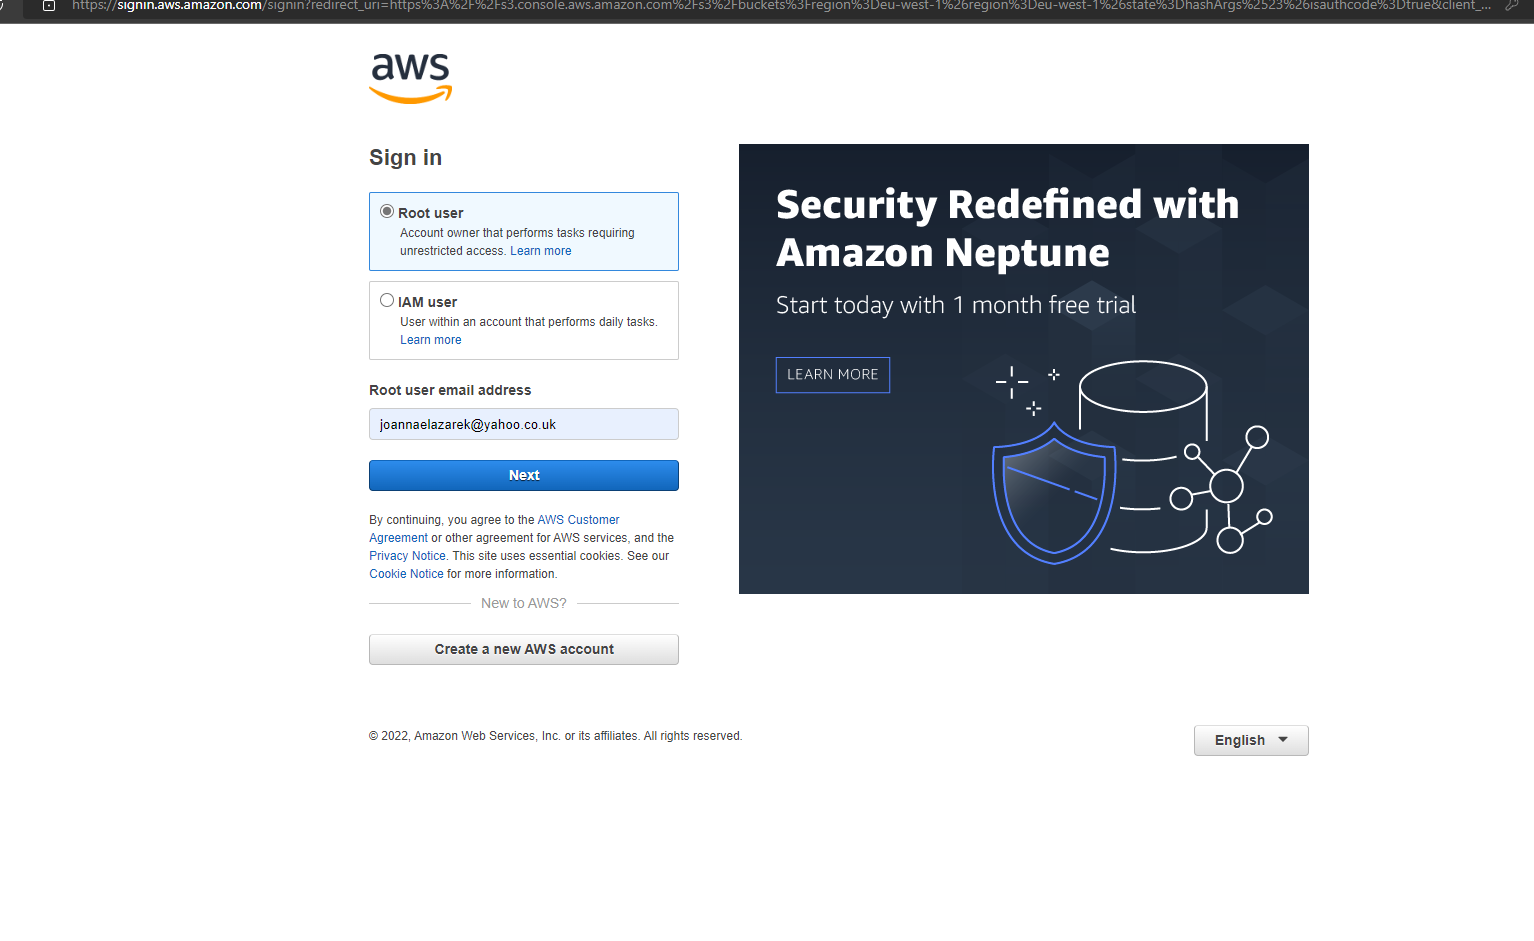 https://signin.aws.amazon.com/signin?redirect_uri=https%3A%2F%2Fs3.console.aws.amazon.com%2Fs3%2Fbuckets%3Fregion%3Deu-west-1%26region%3Deu-west-1%26state%3DhashArgs%2523%26isauthcode%3Dtrue&client_...
aws
Sign in
Root user
Account owner that performs tasks requiring
unrestricted access. Learn more
IAM user
User within an account that performs daily tasks.
Learn more
Root user email address
joannaelazarek@yahoo.co.uk
Next
By continuing, you agree to the AWS Customer
Agreement or other agreement for AWS services, and the
Privacy Notice. This site uses essential cookies. See our
Cookie Notice for more information.
New to AWS?
Create a new AWS account
Security Redefined with
Amazon Neptune
Start today with 1 month free trial
LEARN MORE
© 2022, Amazon Web Services, Inc. or its affiliates. All rights reserved.
English